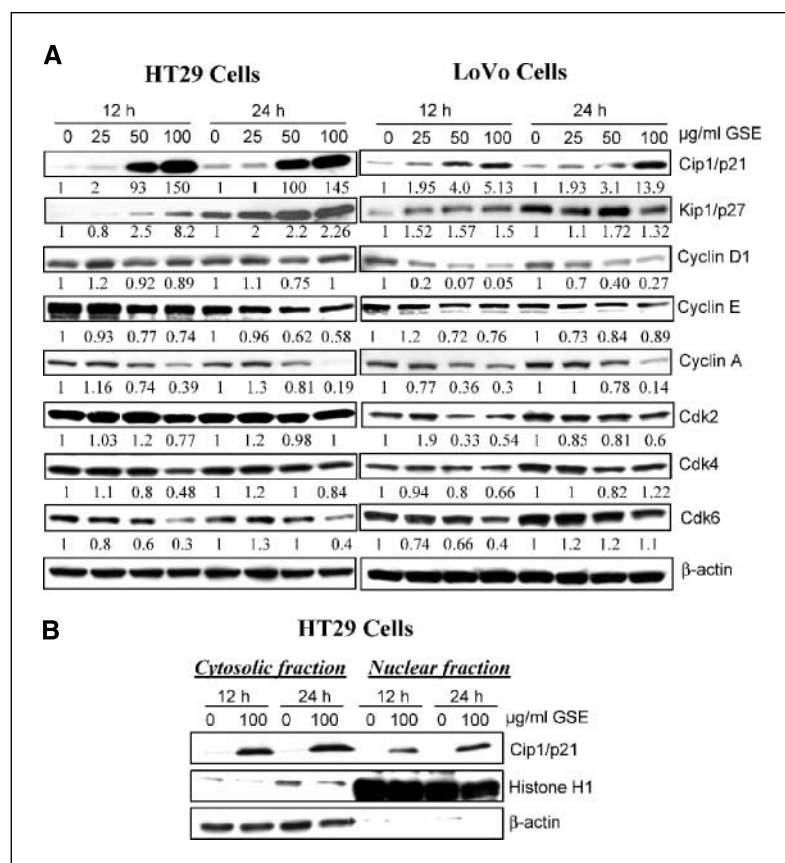 A
HT29 Cells
LoVo Cells
12 h 24 h 12 h 24 h
0 25 50 100 0 25 50 100 0 25 50 100 0 25 50 100 µg/ml GSE
Cip1/p21
1 2 93 150 1 1 100 145 1 1.95 4.0 5.13 1 1.93 3.1 13.9
Kip1/p27
1 0.8 2.5 8.2 1 2 2.2 2.26 1 1.52 1.57 1.5 1 1.1 1.72 1.32
Cyclin D1
1 1.2 0.92 0.89 1 1.1 0.75 1 1 0.2 0.07 0.05 1 0.7 0.40 0.27
Cyclin E
1 0.93 0.77 0.74 1 0.96 0.62 0.58 1 1.2 0.72 0.76 1 0.73 0.84 0.89
Cyclin A
1 1.16 0.74 0.39 1 1.3 0.81 0.19 1 0.77 0.36 0.3 1 1 0.78 0.14
Cdk2
1 1.03 1.2 0.77 1 1.2 0.98 1 1 1.9 0.33 0.54 1 0.85 0.81 0.6
Cdk4
1 1.1 0.8 0.48 1 1.2 1 0.84 1 0.94 0.8 0.66 1 1 0.82 1.22
Cdk6
1 0.8 0.6 0.3 1 1.3 1 0.4 1 0.74 0.66 0.4 1 1.2 1.2 1.1
β-actin
B
HT29 Cells
Cytosolic fraction Nuclear fraction
12 h 24 h 12 h 24 h
0 100 0 100 0 100 0 100 µg/ml GSE
Cip1/p21
Histone H1
β-actin